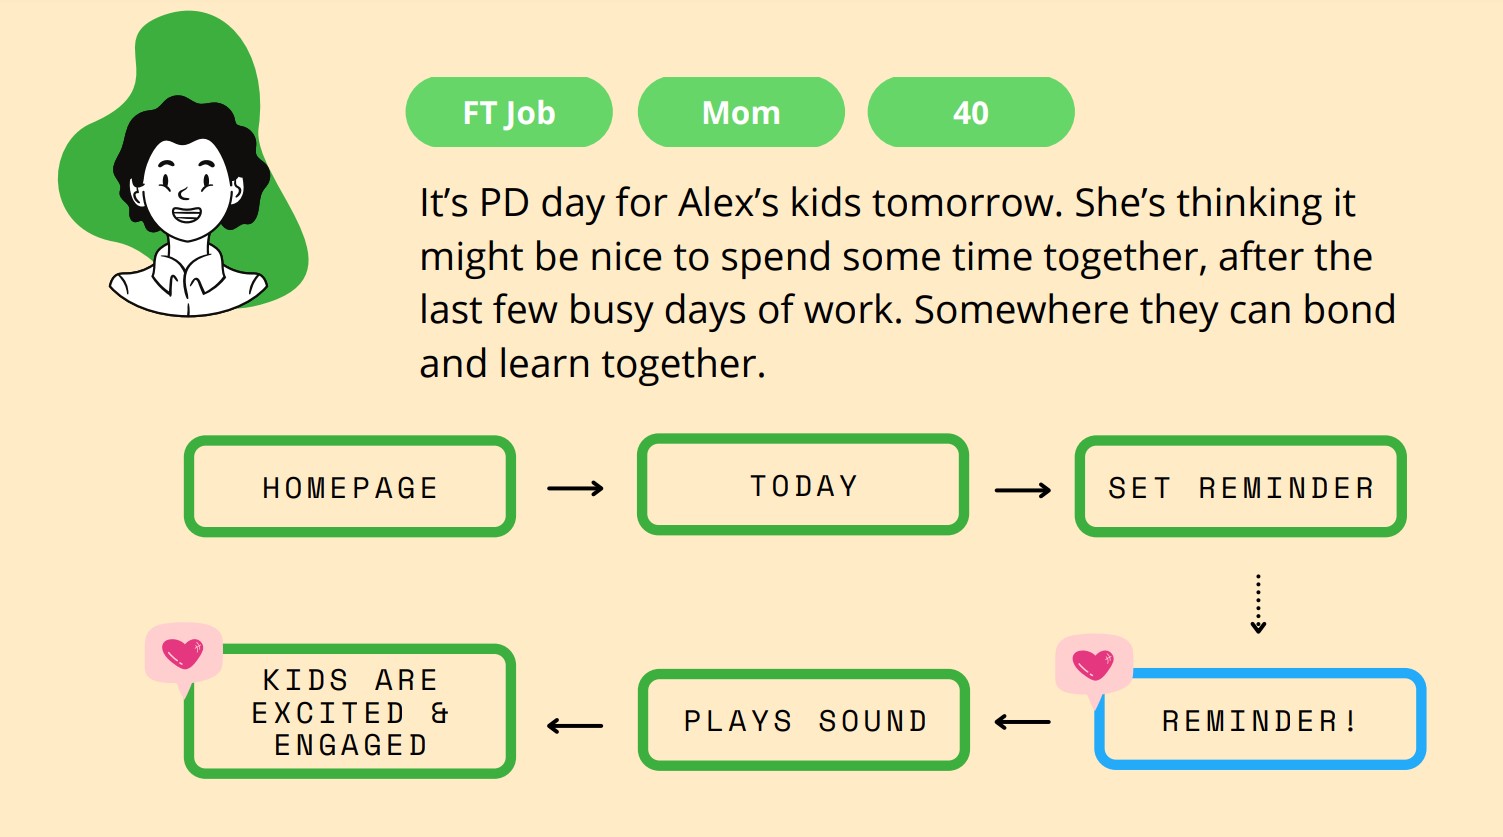 FT Job
Mom
40
It’s PD day for Alex’s kids tomorrow. She’s thinking it
might be nice to spend some time together, after the
last few busy days of work. Somewhere they can bond
and learn together.
HOMEPAGE
TODAY
SET REMINDER
REMINDER!
PLAYS SOUND
KIDS ARE
EXCITED &
ENGAGED